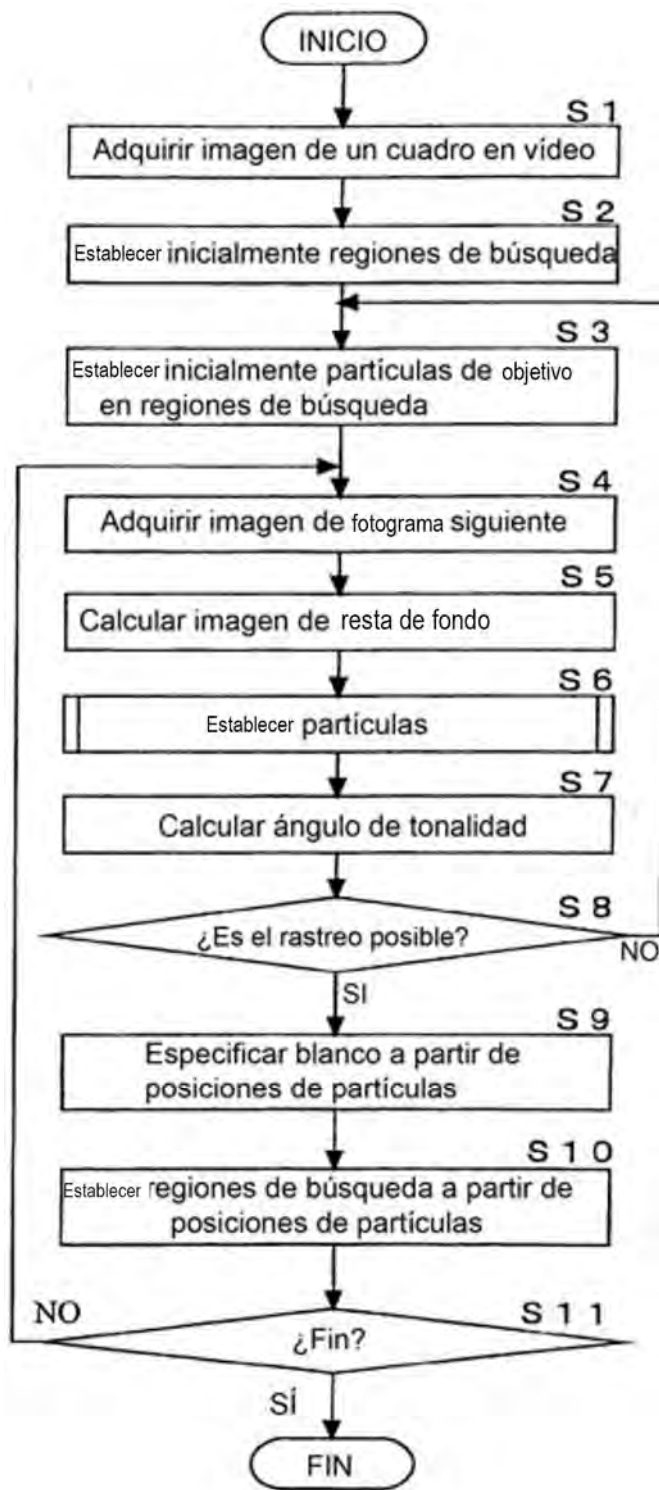 INICIO
S 1
Adquirir imagen de un cuadro en vídeo
S 2
Establecer inicialmente regiones de búsqueda
S 3
Establecer inicialmente partículas de objetivo
en regiones de búsqueda
S 4
Adquirir imagen de fotograma siguiente
S 5
Calcular imagen de resta de fondo
S 6
Establecer partículas
S 7
Calcular ángulo de tonalidad
S 8
¿Es el rastreo posible?
NO
SI
S 9
Especificar blanco a partir de
posiciones de partículas
S 1 0
Establecer regiones de búsqueda a partir de
posiciones de partículas
NO
S 1 1
¿Fin?
SÍ
FIN